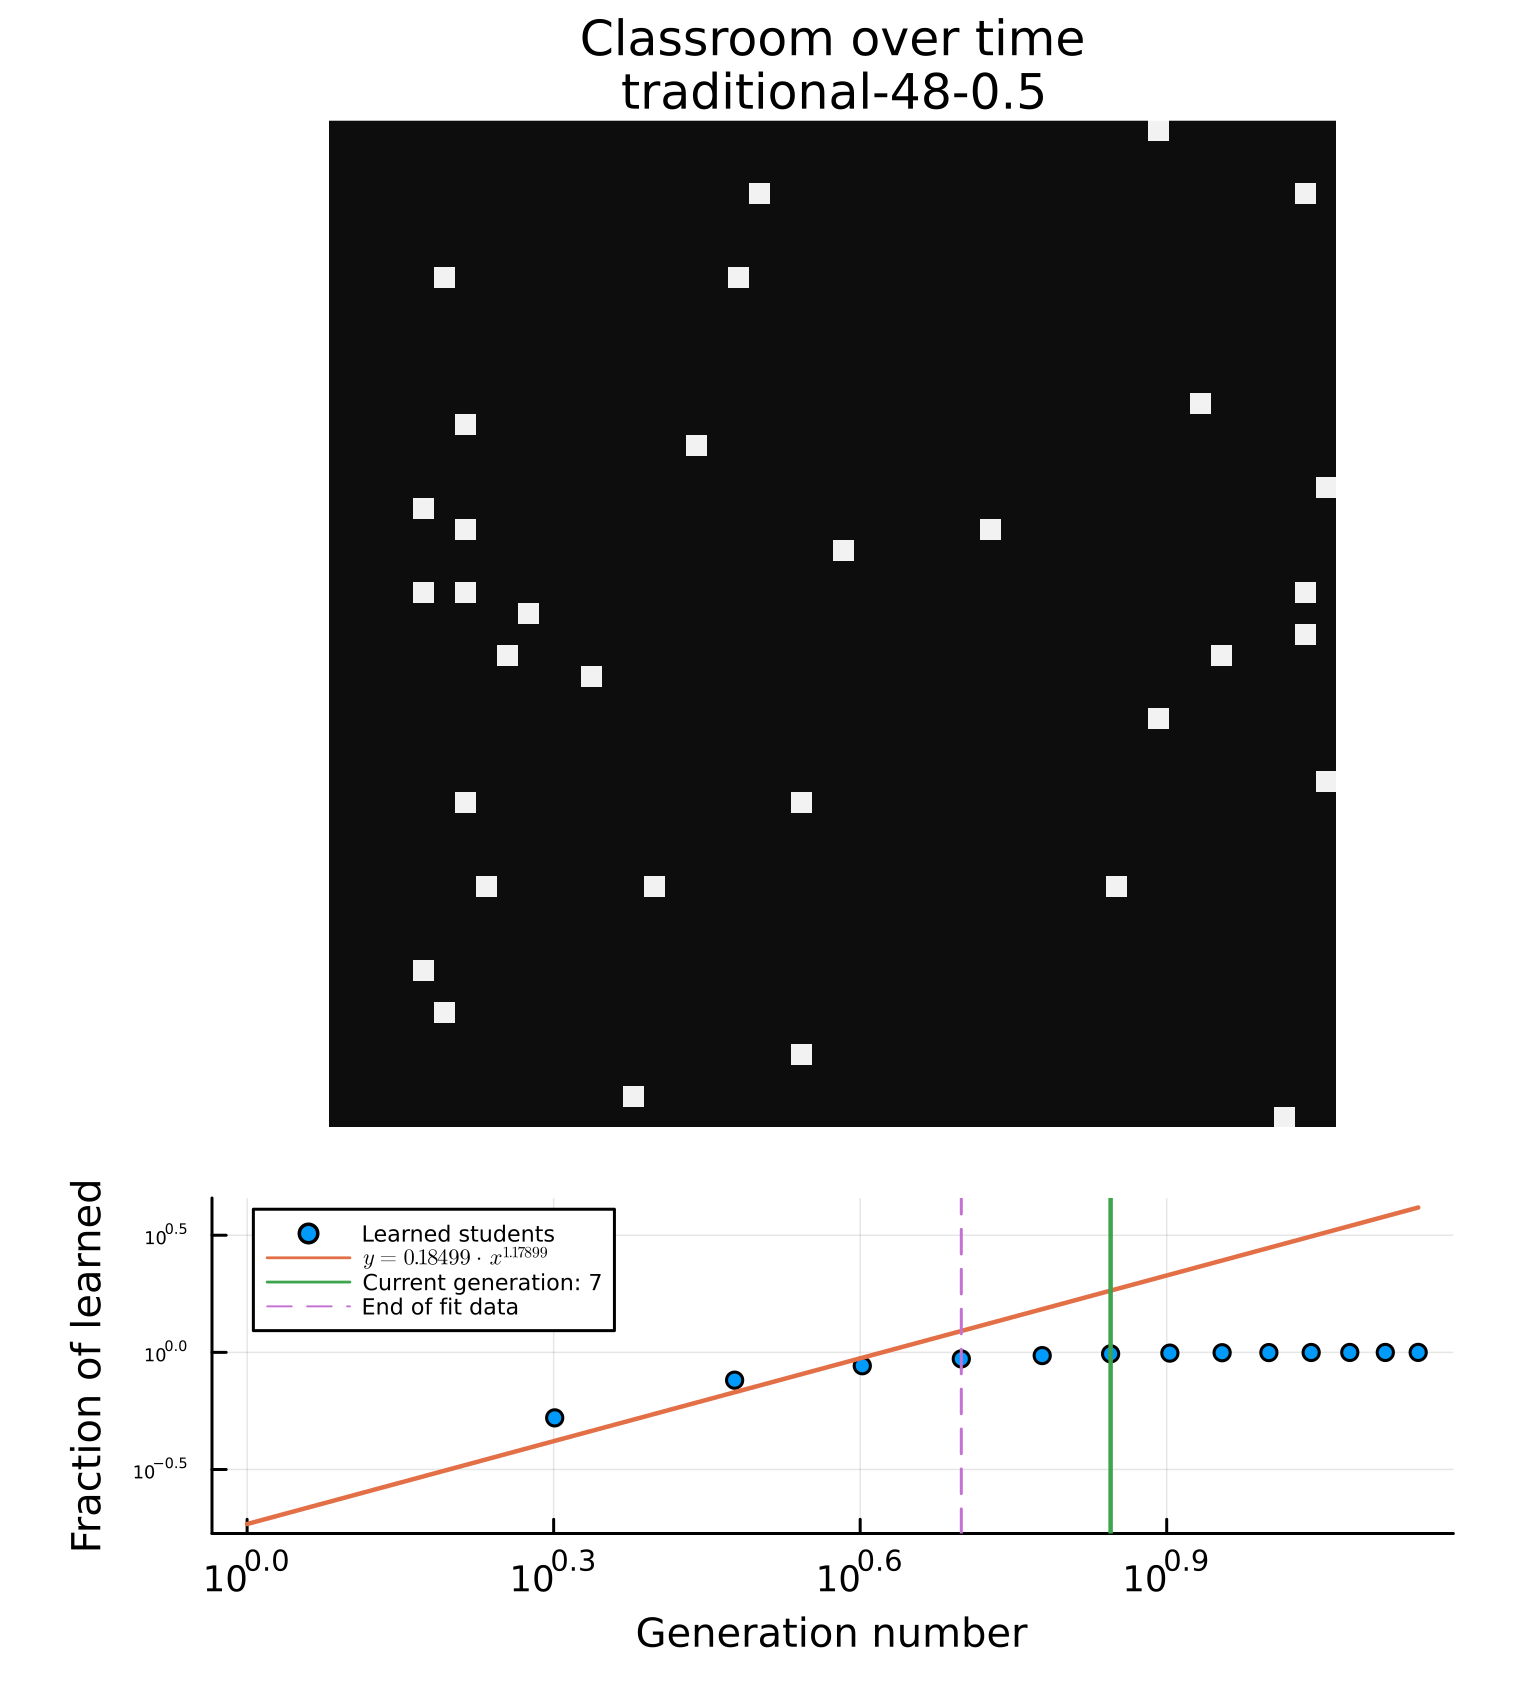 Classroom over time
traditional-48-0.5
Fraction of learned
10^0.5
10^0.0
10^−0.5
Learned students
y = 0.18499 · x^1.17899
Current generation: 7
End of fit data
10^0.0
10^0.3
10^0.6
10^0.9
Generation number